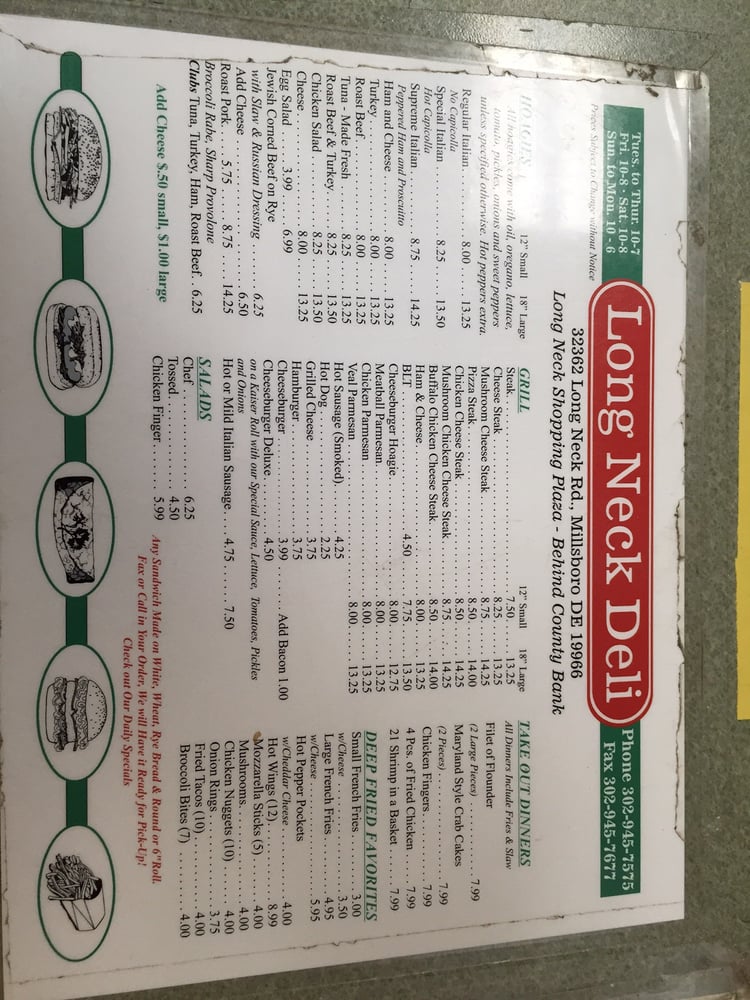 Tues. to Thur. 10-7
Fri. 10-8 · Sat. 10-8
Sun. to Mon. 10 - 6
Long Neck Deli
Phone 302-945-7575
Fax 302-945-7677
Prices Subject to Change without Notice
32362 Long Neck Rd., Millsboro DE 19966
Long Neck Shopping Plaza - Behind County Bank
HOAGIES 12" Small 18" Large
All hoagies come with oil, oregano, lettuce,
tomato, pickles, onions and sweet peppers
unless specified otherwise. Hot peppers extra.
Regular Italian 8.00 13.25
No Capicolla
Special Italian 8.25 13.50
Hot Capicolla
Supreme Italian 8.75 14.25
Peppered Ham and Proscuitto
Ham and Cheese 8.00 13.25
Turkey 8.00 13.25
Roast Beef 8.00 13.25
Tuna - Made Fresh 8.25 13.25
Roast Beef & Turkey 8.25 13.50
Chicken Salad 8.25 13.50
Cheese 8.00 13.25
Egg Salad 3.99 6.99
Jewish Corned Beef on Rye
with Slaw & Russian Dressing 6.25
Add Cheese 6.50
Roast Pork 5.75 8.75 14.25
Broccoli Rabe, Sharp Provolone
Clubs Tuna, Turkey, Ham, Roast Beef. 6.25
Add Cheese $.50 small, $1.00 large
GRILL 12" Small 18" Large
Steak 7.50 13.25
Cheese Steak 8.25 13.25
Mushroom Cheese Steak 8.75 14.25
Pizza Steak 8.50 14.00
Chicken Cheese Steak 8.50 14.25
Mushroom Chicken Cheese Steak 8.75 14.25
Buffalo Chicken Cheese Steak 8.50 14.00
Ham & Cheese 8.00 13.25
BLT 4.50 7.75 13.50
Cheeseburger Hoagie 8.00 12.75
Meatball Parmesan 8.00 13.25
Chicken Parmesan 8.00 13.25
Veal Parmesan 8.00 13.25
Hot Sausage (Smoked) 4.25
Hot Dog 2.25
Grilled Cheese 3.75
Hamburger 3.75
Cheeseburger 3.99 Add Bacon 1.00
Cheeseburger Deluxe 4.50
on a Kaiser Roll with our Special Sauce, Lettuce, Tomatoes, Pickles
and Onions
Hot or Mild Italian Sausage 4.75 7.50
SALADS
Chef 6.25
Tossed 4.50
Chicken Finger 5.99
TAKE OUT DINNERS
All Dinners Include Fries & Slaw
Filet of Flounder
(2 Large Pieces) 7.99
Maryland Style Crab Cakes
(2 Pieces) 7.99
Chicken Fingers 7.99
4 Pcs. of Fried Chicken 7.99
21 Shrimp in a Basket 7.99
DEEP FRIED FAVORITES
Small French Fries 3.00
w/Cheese 3.50
Large French Fries 4.95
w/Cheese 5.95
Hot Pepper Pockets
w/Cheddar Cheese 4.00
Hot Wings (12) 8.99
Mozzarella Sticks (5) 4.00
Mushrooms 4.00
Chicken Nuggets (10) 4.00
Onion Rings 3.75
Fried Tacos (10) 4.00
Broccoli Bites (7) 4.00
Any Sandwich Made on White, Wheat, Rye Bread & Round or 6" Roll.
Fax or Call in Your Order, We will Have it Ready for Pick-Up!
Check out Our Daily Specials